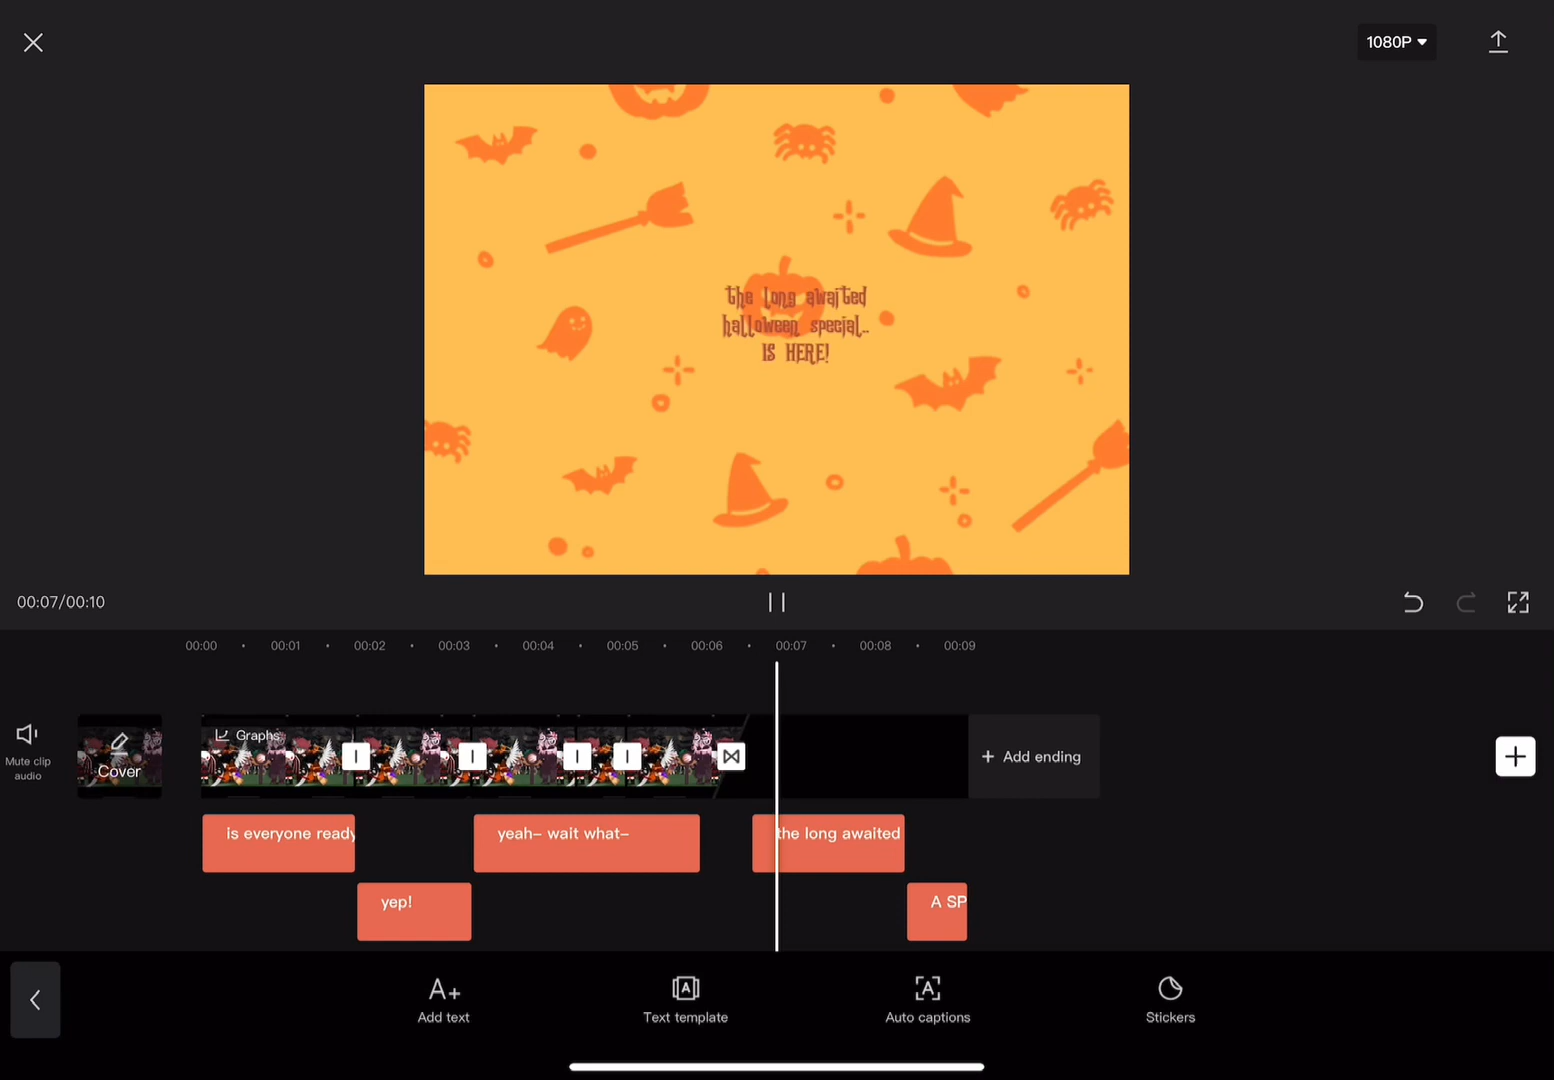 1080P
the long awaited
halloween special..
IS HERE!
00:07/00:10
00:00
00:01
00:02
00:03
00:04
00:05
00:06
00:07
00:08
00:09
Mute clip
audio
Cover
Graphs
+ Add ending
is everyone ready
yeah– wait what–
the long awaited
yep!
A SP
Add text
Text template
Auto captions
Stickers